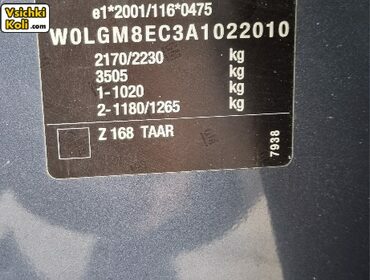 Vsichki
Koli.com
e1*2001/116*0475
W0LGM8EC3A1022010
2170/2230 kg
3505 kg
1-1020 kg
2-1180/1265 kg
Z 168 TAAR
7938